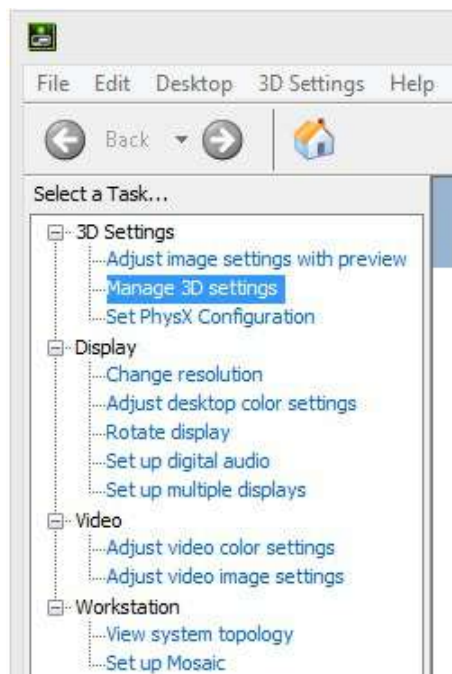 File Edit Desktop 3D Settings Help
Back
Select a Task...
3D Settings
Adjust image settings with preview
Manage 3D settings
Set PhysX Configuration
Display
Change resolution
Adjust desktop color settings
Rotate display
Set up digital audio
Set up multiple displays
Video
Adjust video color settings
Adjust video image settings
Workstation
View system topology
Set up Mosaic